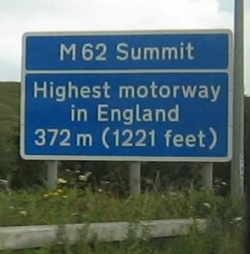 M 62 Summit
Highest motorway
in England
372 m (1221 feet)